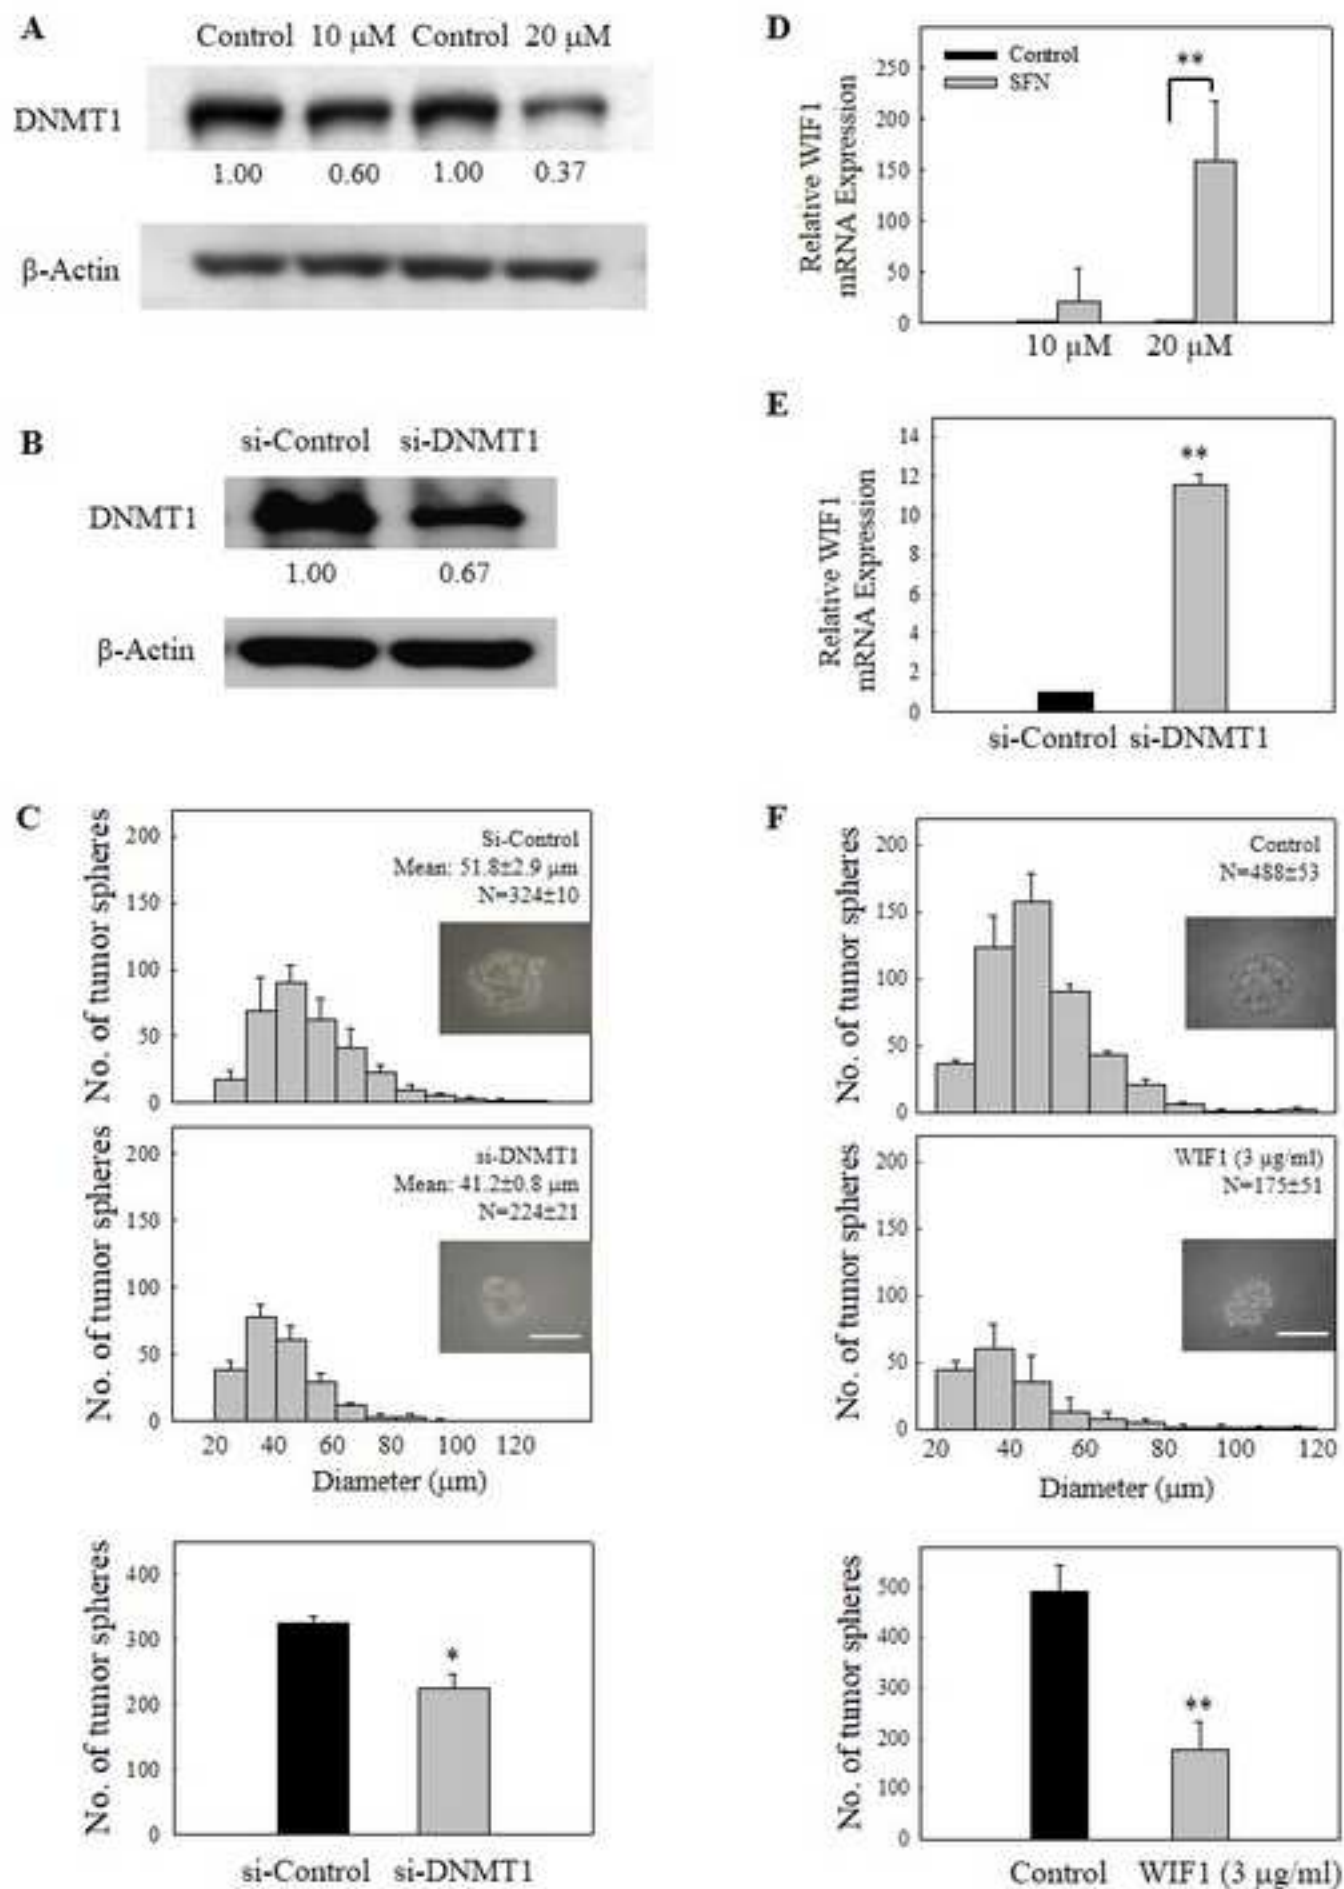 A
Control 10 μM Control 20 μM
DNMT1
1.00 0.60 1.00 0.37
β-Actin
B
si-Control si-DNMT1
DNMT1
1.00 0.67
β-Actin
C
No. of tumor spheres
200
150
100
50
0
Si-Control
Mean: 51.8±2.9 μm
N=324±10
No. of tumor spheres
200
150
100
50
0
si-DNMT1
Mean: 41.2±0.8 μm
N=224±21
20 40 60 80 100 120
Diameter (μm)
No. of tumor spheres
400
300
200
100
0
*
si-Control si-DNMT1
D
Relative WIF1
mRNA Expression
250
200
150
100
50
0
Control
SFN
**
10 μM 20 μM
E
Relative WIF1
mRNA Expression
14
12
10
8
6
4
2
0
**
si-Control si-DNMT1
F
No. of tumor spheres
200
150
100
50
0
Control
N=488±53
No. of tumor spheres
200
150
100
50
0
WIF1 (3 μg/ml)
N=175±51
20 40 60 80 100 120
Diameter (μm)
No. of tumor spheres
500
400
300
200
100
0
**
Control WIF1 (3 μg/ml)